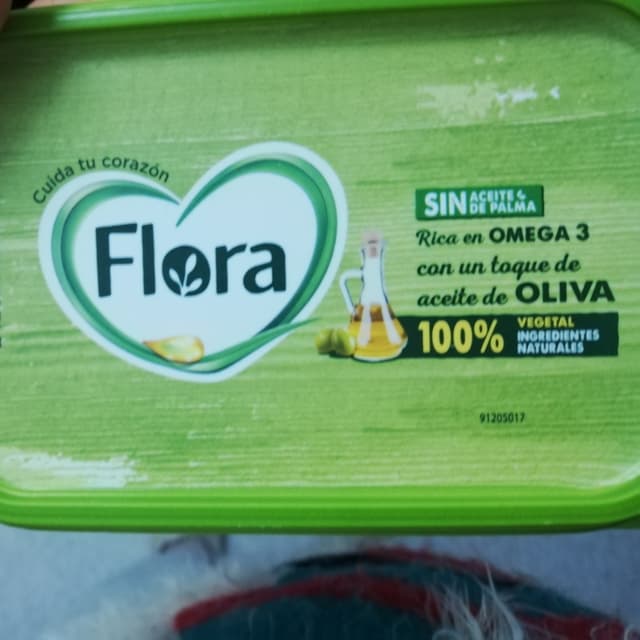 Cuida tu corazón
Flora
SIN ACEITE
DE PALMA
Rica en OMEGA 3
con un toque de
aceite de OLIVA
100% VEGETAL
INGREDIENTES
NATURALES
91205017